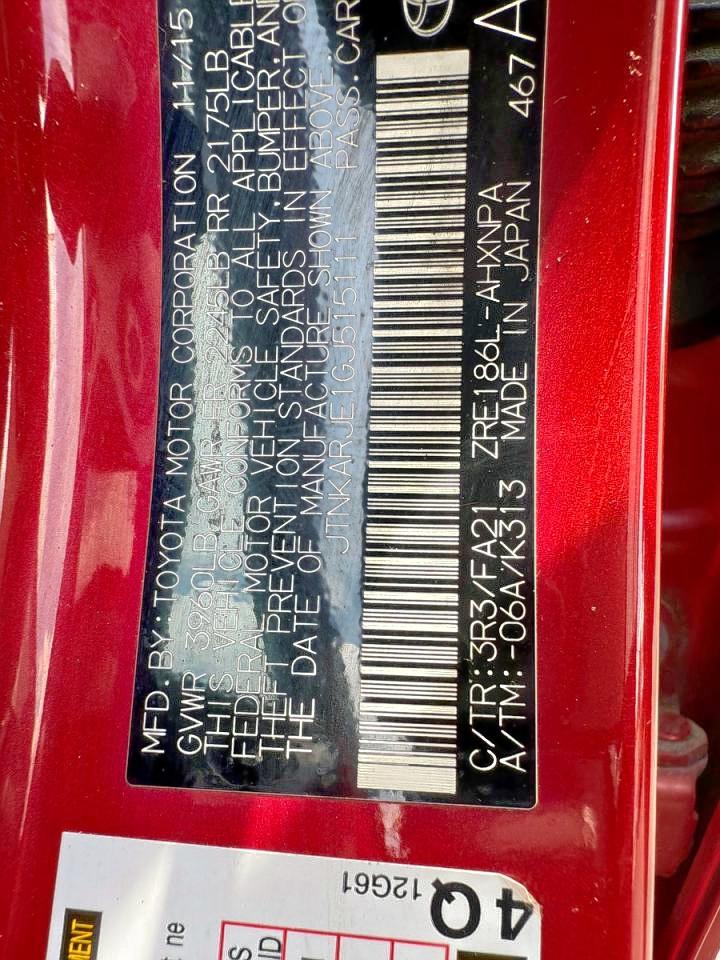 MFD.BY:TOYOTA MOTOR CORPORATION 11/15
GVWR 3960LB GAWR FR 2245LB RR 2175LB
THIS VEHICLE CONFORMS TO ALL APPLICABLE
FEDERAL MOTOR VEHICLE SAFETY,BUMPER,AND
THEFT PREVENTION STANDARDS IN EFFECT
THE DATE OF MANUFACTURE SHOWN ABOVE.
JTNKARJE1GJ515111 PASS.CAR
C/TR:3R3/FA21 ZRE186L-AHXNPA
A/TM:-06A/K313 MADE IN JAPAN 467 A
4Q
12G61